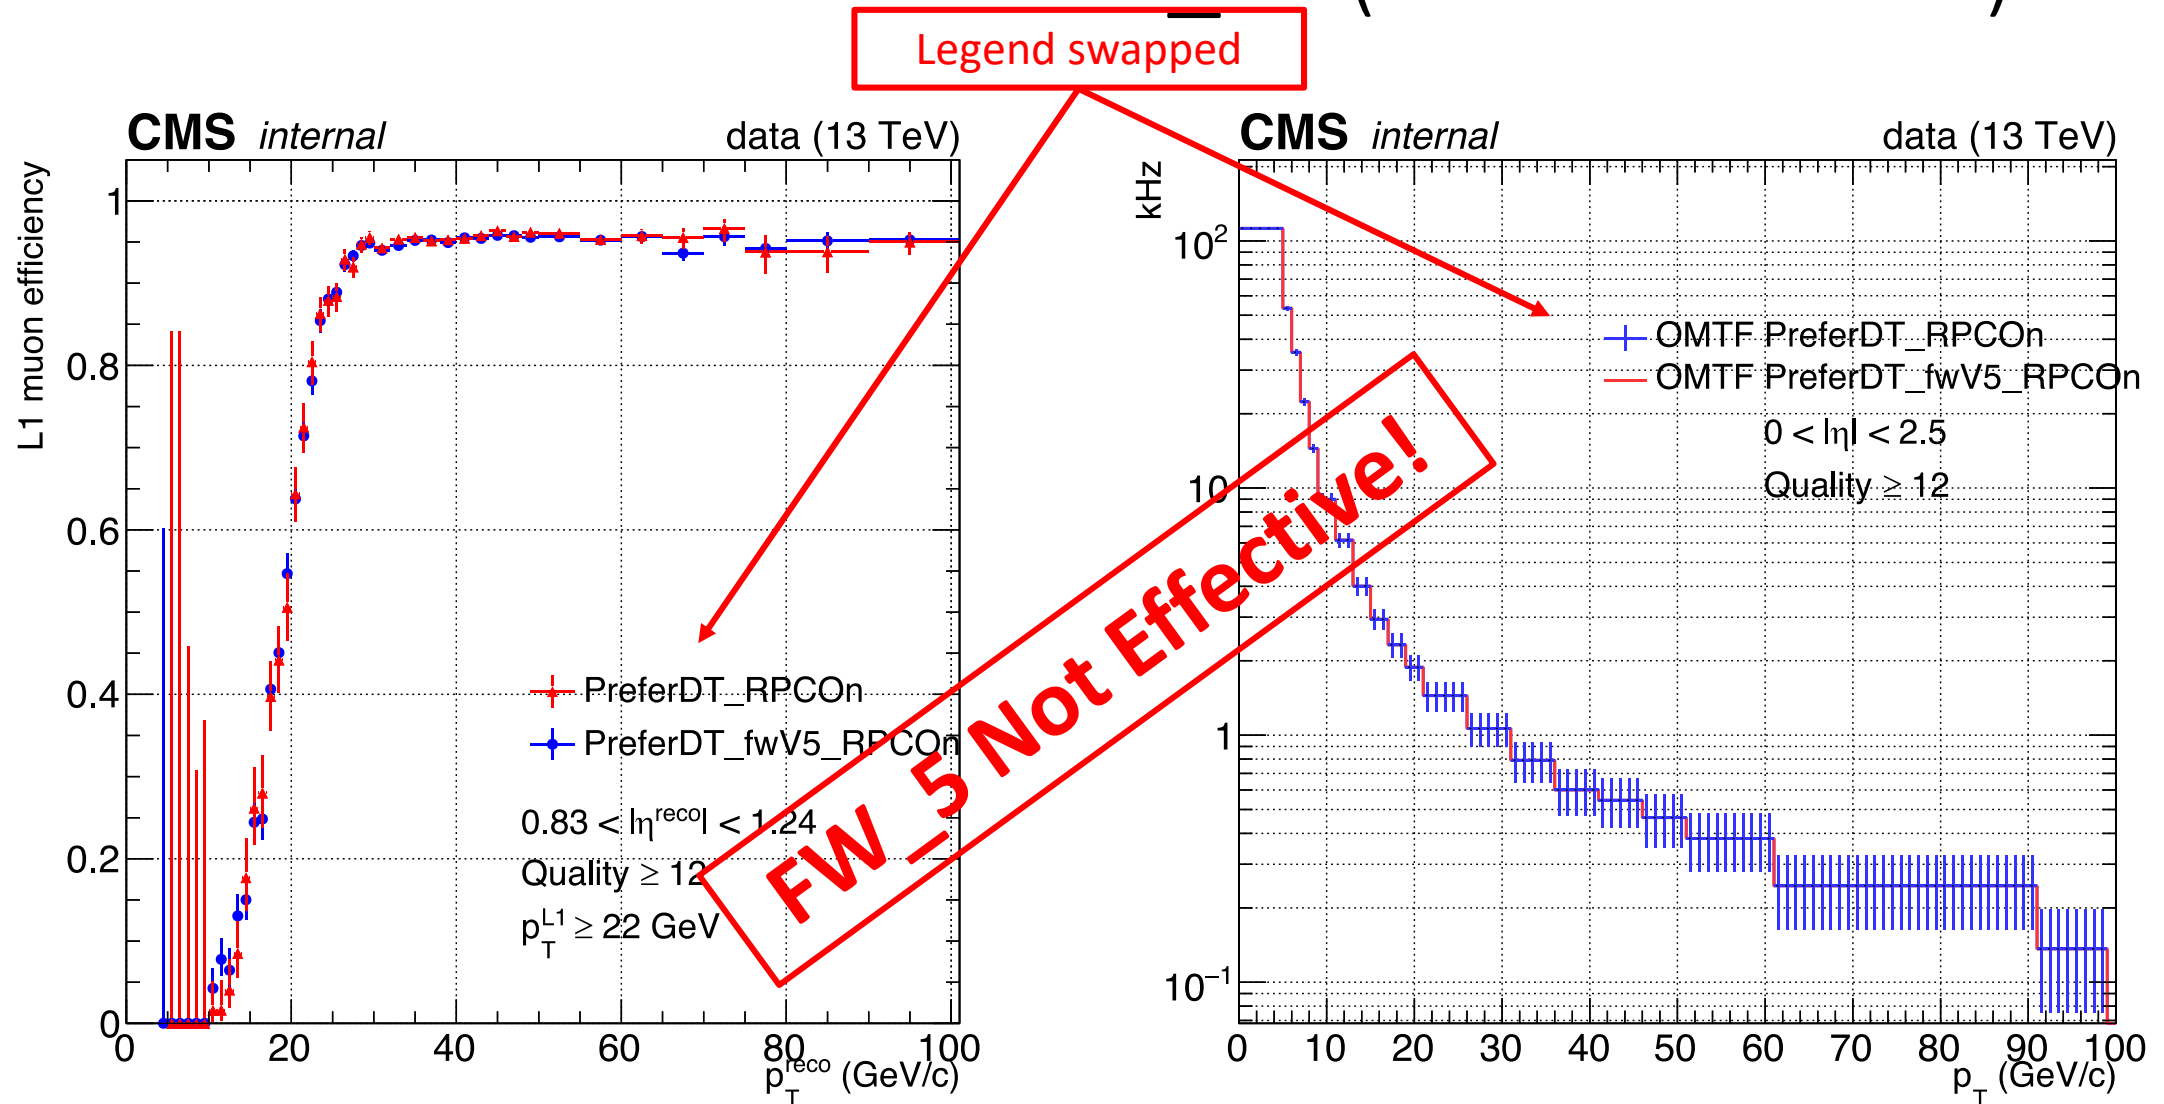 Legend swapped
CMS internal
data (13 TeV)
L1 muon efficiency
1
0.8
0.6
0.4
0.2
0
PreferDT_RPCOn
PreferDT_fwV5_RPCOn
0.83 < |η^reco| < 1.24
Quality ≥ 12
p_T^L1 ≥ 22 GeV
0 20 40 60 80 100
p_T^reco (GeV/c)
FW_5 Not Effective!
CMS internal
data (13 TeV)
kHz
10²
10
1
10⁻¹
OMTF PreferDT_RPCOn
OMTF PreferDT_fwV5_RPCOn
0 < |η| < 2.5
Quality ≥ 12
0 10 20 30 40 50 60 70 80 90 100
p_T (GeV/c)